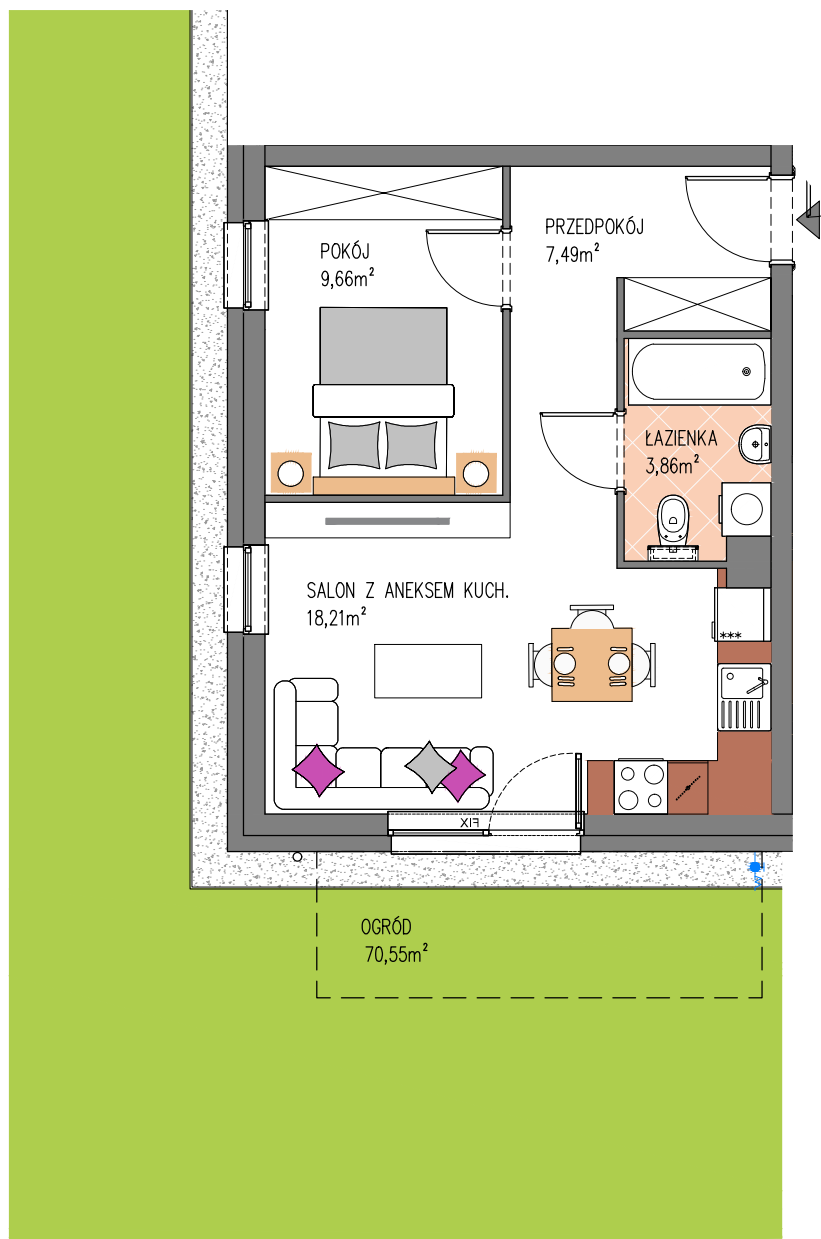 PRZEDPOKÓJ
7,49m²
POKÓJ
9,66m²
ŁAZIENKA
3,86m²
SALON Z ANEKSEM KUCH.
18,21m²
***
FIX
OGRÓD
70,55m²